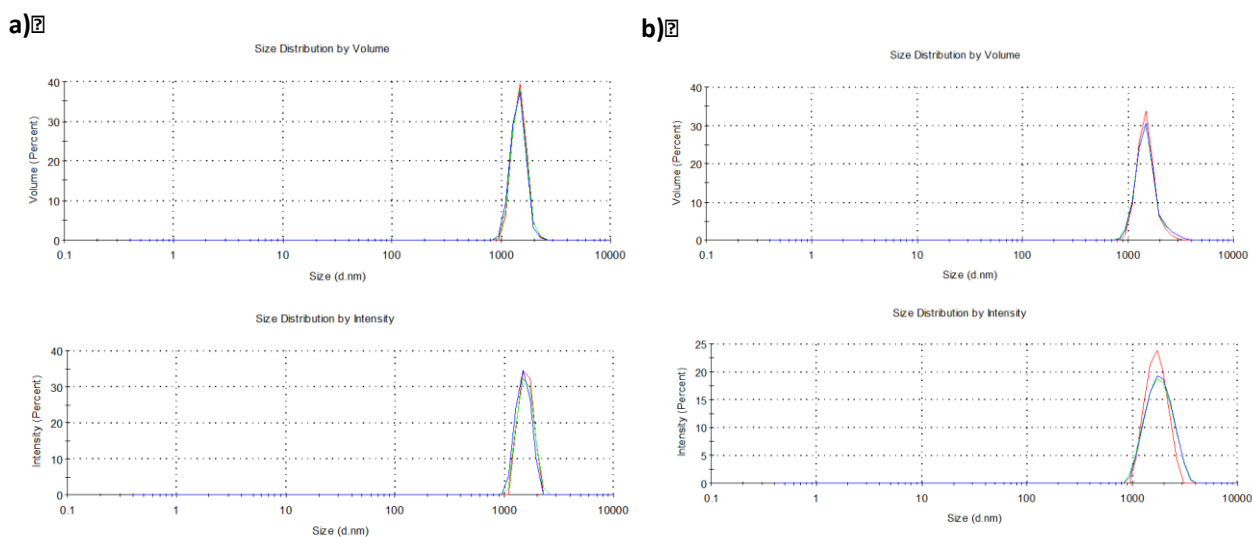 a)⍰
Size Distribution by Volume
Volume (Percent)
40
30
20
10
0
0.1 1 10 100 1000 10000
Size (d.nm)
Size Distribution by Intensity
Intensity (Percent)
40
30
20
10
0
0.1 1 10 100 1000 10000
Size (d.nm)
b)⍰
Size Distribution by Volume
Volume (Percent)
40
30
20
10
0
0.1 1 10 100 1000 10000
Size (d.nm)
Size Distribution by Intensity
Intensity (Percent)
25
20
15
10
5
0
0.1 1 10 100 1000 10000
Size (d.nm)